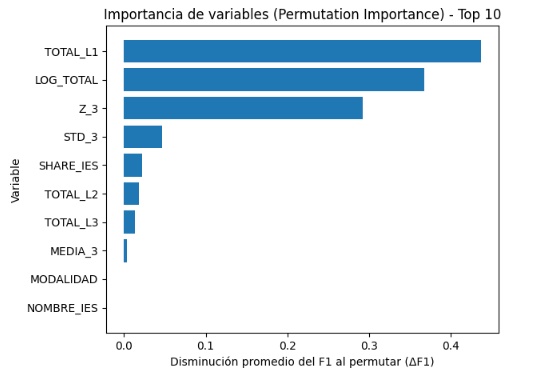 Importancia de variables (Permutation Importance) - Top 10
Variable
TOTAL_L1
LOG_TOTAL
Z_3
STD_3
SHARE_IES
TOTAL_L2
TOTAL_L3
MEDIA_3
MODALIDAD
NOMBRE_IES
0.0 0.1 0.2 0.3 0.4
Disminución promedio del F1 al permutar (ΔF1)